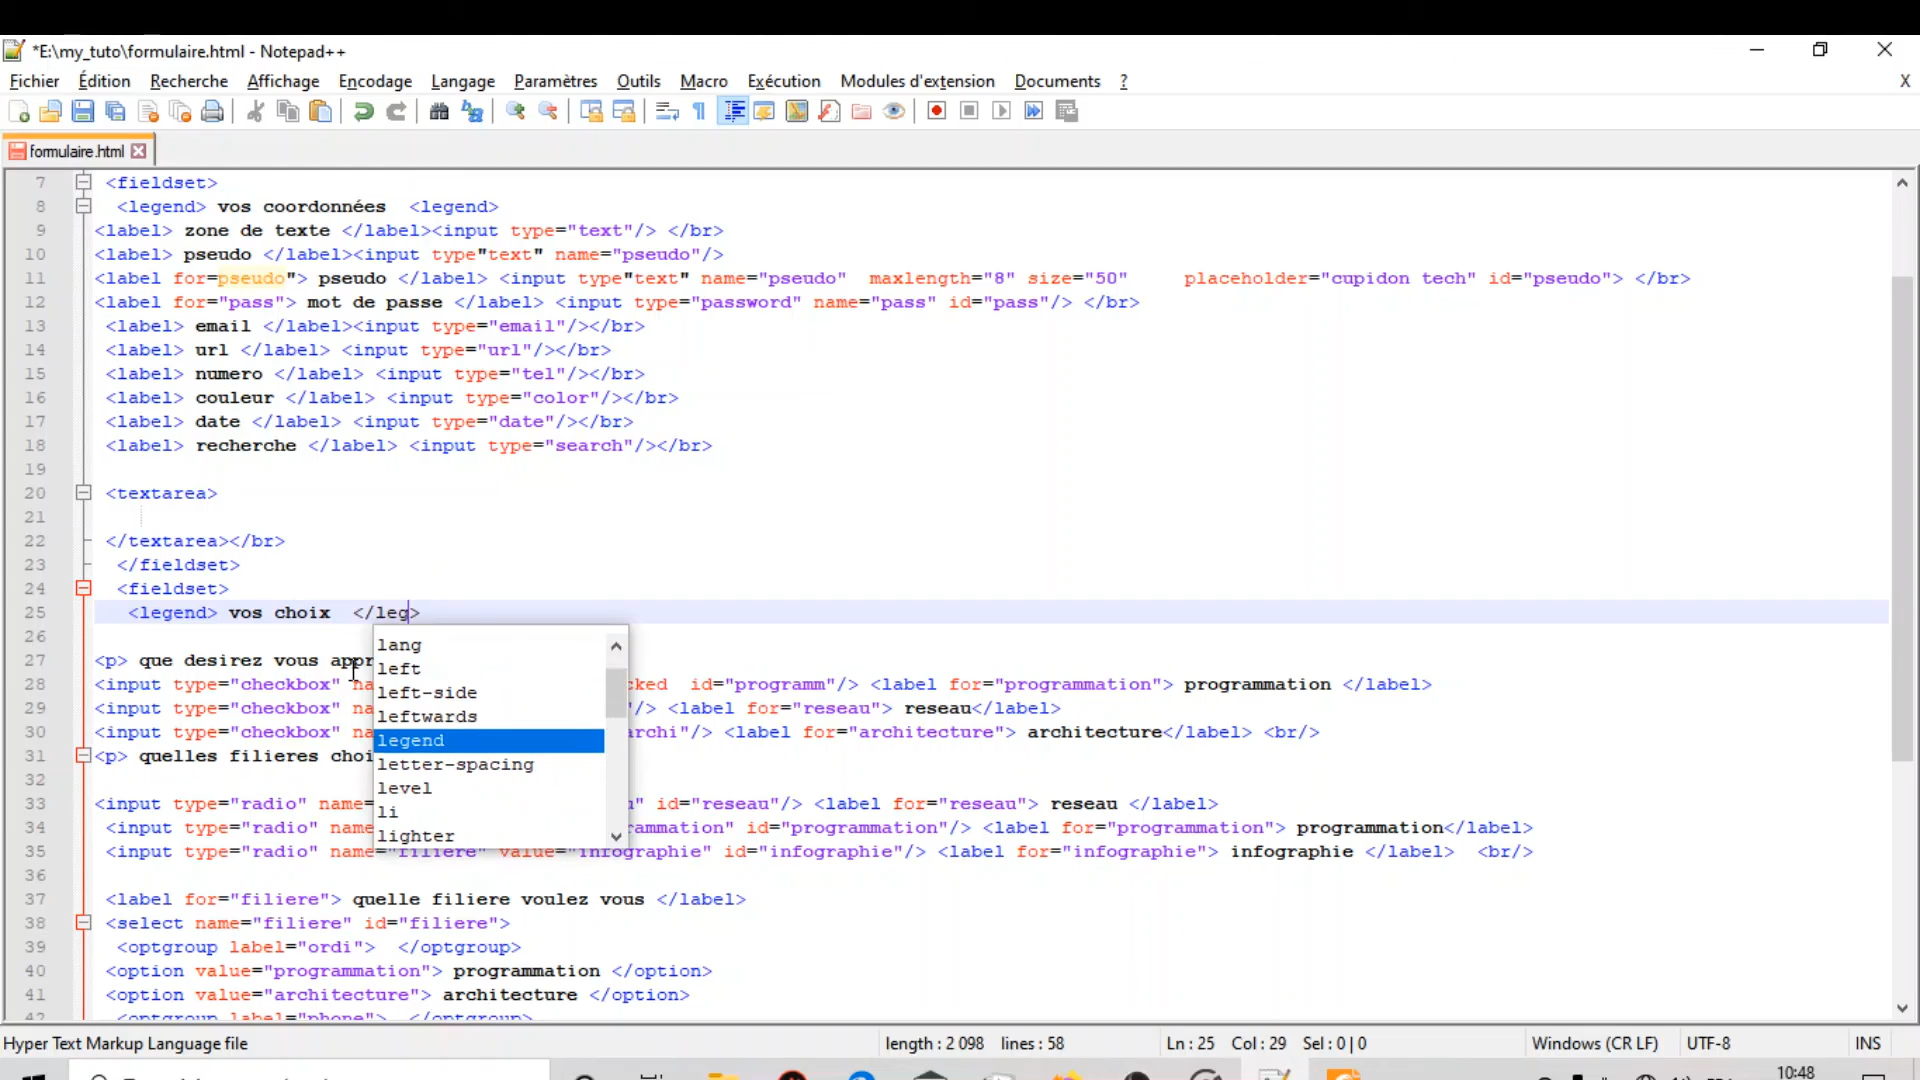 *E:\my_tuto\formulaire.html - Notepad++
Fichier Édition Recherche Affichage Encodage Langage Paramètres Outils Macro Exécution Modules d'extension Documents ? X
formulaire.html
7 <fieldset>
8 <legend> vos coordonnées <legend>
9 <label> zone de texte </label><input type="text"/> </br>
10 <label> pseudo </label><input type"text" name="pseudo"/>
11 <label for=pseudo"> pseudo </label> <input type"text" name="pseudo" maxlength="8" size="50" placeholder="cupidon tech" id="pseudo"> </br>
12 <label for="pass"> mot de passe </label> <input type="password" name="pass" id="pass"/> </br>
13 <label> email </label><input type="email"/></br>
14 <label> url </label> <input type="url"/></br>
15 <label> numero </label> <input type="tel"/></br>
16 <label> couleur </label> <input type="color"/></br>
17 <label> date </label> <input type="date"/></br>
18 <label> recherche </label> <input type="search"/></br>
19
20 <textarea>
21
22 </textarea></br>
23 </fieldset>
24 <fieldset>
25 <legend> vos choix </leg>
26
27 <p> que desirez vous appr
28 <input type="checkbox" na cked id="programm"/> <label for="programmation"> programmation </label>
29 <input type="checkbox" na "/> <label for="reseau"> reseau</label>
30 <input type="checkbox" na archi"/> <label for="architecture"> architecture</label> <br/>
31 <p> quelles filieres choi
32
33 <input type="radio" name= u" id="reseau"/> <label for="reseau"> reseau </label>
34 <input type="radio" name= rammation" id="programmation"/> <label for="programmation"> programmation</label>
35 <input type="radio" name="filiere" value="infographie" id="infographie"/> <label for="infographie"> infographie </label> <br/>
36
37 <label for="filiere"> quelle filiere voulez vous </label>
38 <select name="filiere" id="filiere">
39 <optgroup label="ordi"> </optgroup>
40 <option value="programmation"> programmation </option>
41 <option value="architecture"> architecture </option>
42 <optgroup label="phone"> </optgroup>
lang
left
left-side
leftwards
legend
letter-spacing
level
li
lighter
Hyper Text Markup Language file length : 2 098 lines : 58 Ln : 25 Col : 29 Sel : 0 | 0 Windows (CR LF) UTF-8 INS
10:48